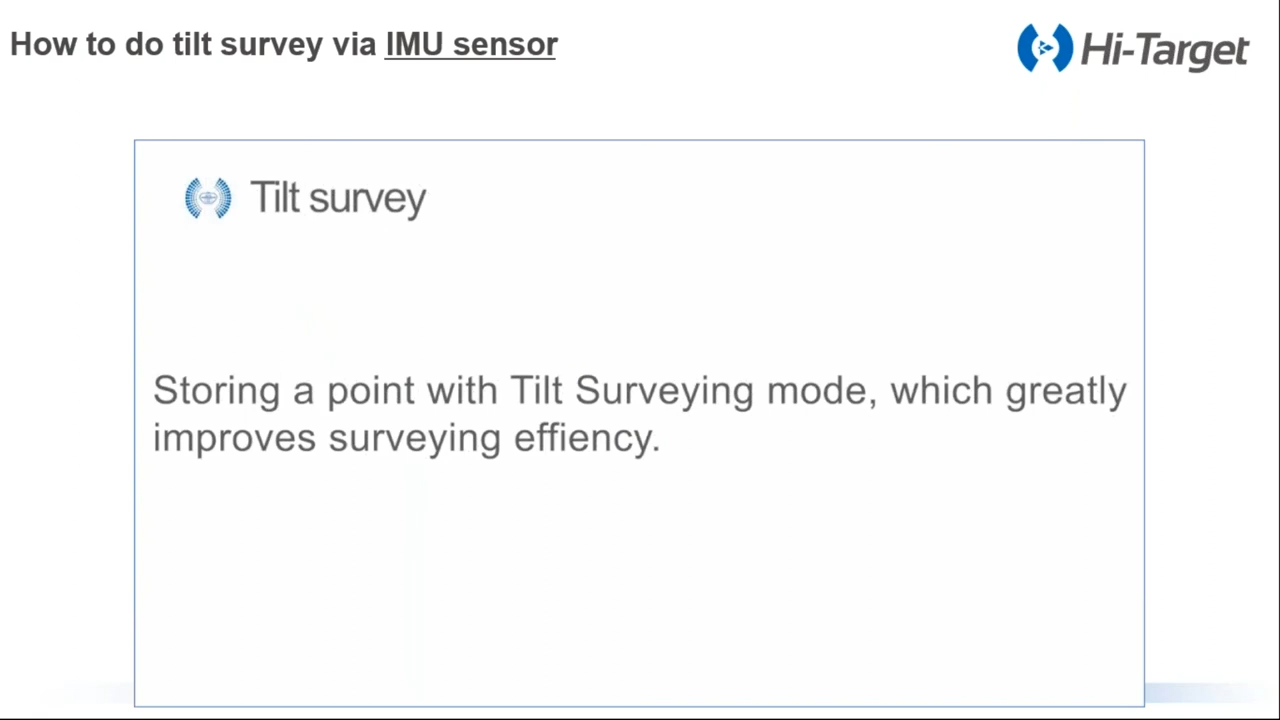 How to do tilt survey via IMU sensor
Hi-Target
Tilt survey
Storing a point with Tilt Surveying mode, which greatly
improves surveying effiency.